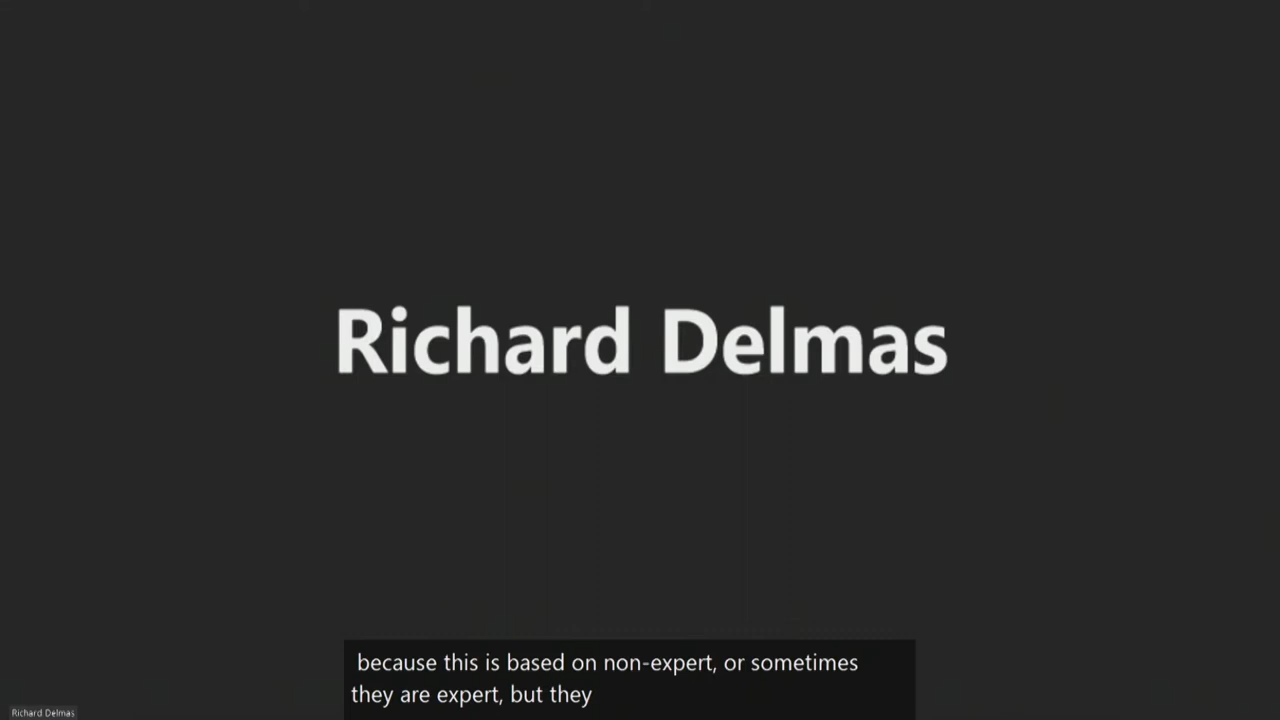 Richard Delmas
because this is based on non-expert, or sometimes
they are expert, but they
Richard Delmas